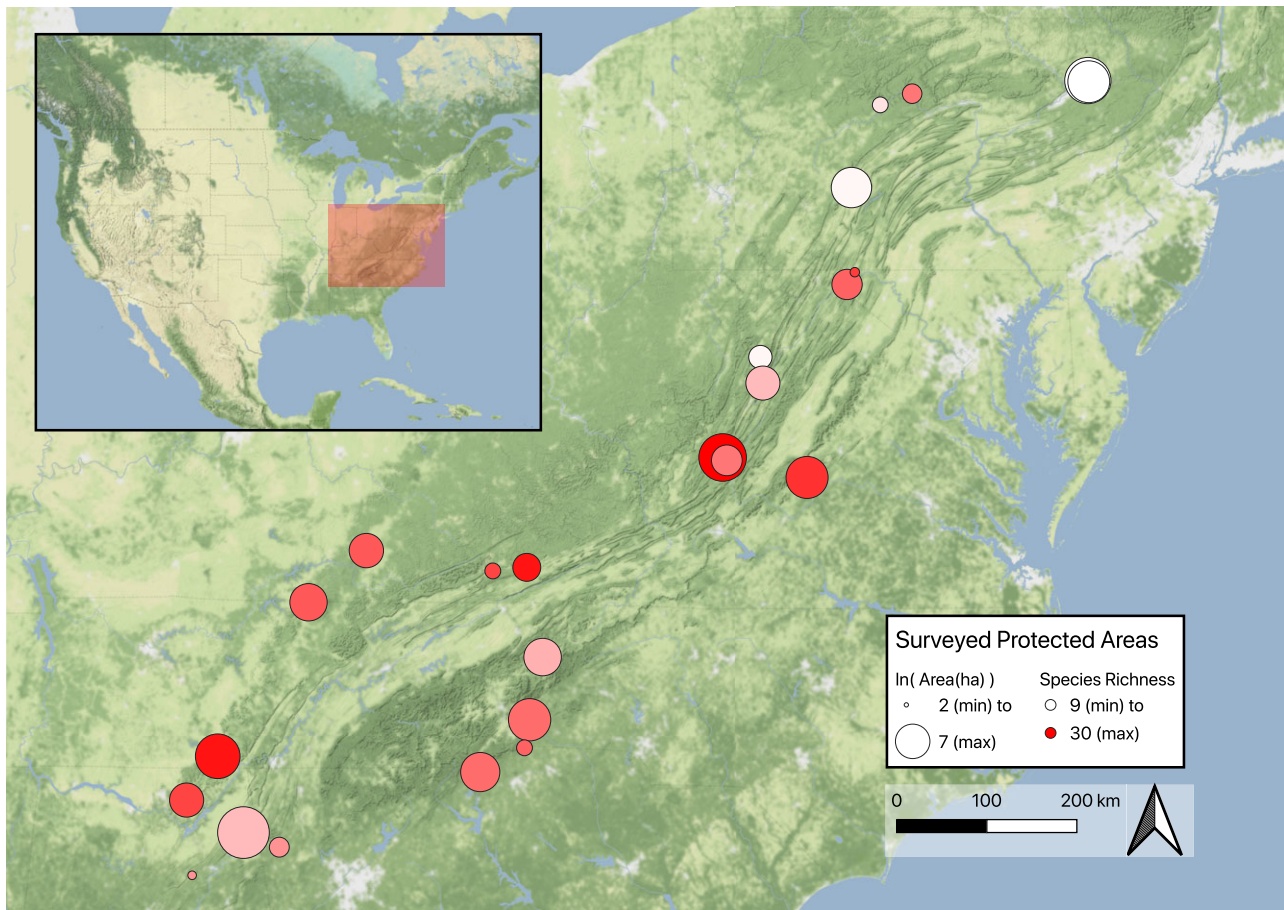 Surveyed Protected Areas
ln( Area(ha) )
Species Richness
2 (min) to
9 (min) to
7 (max)
30 (max)
0 100 200 km